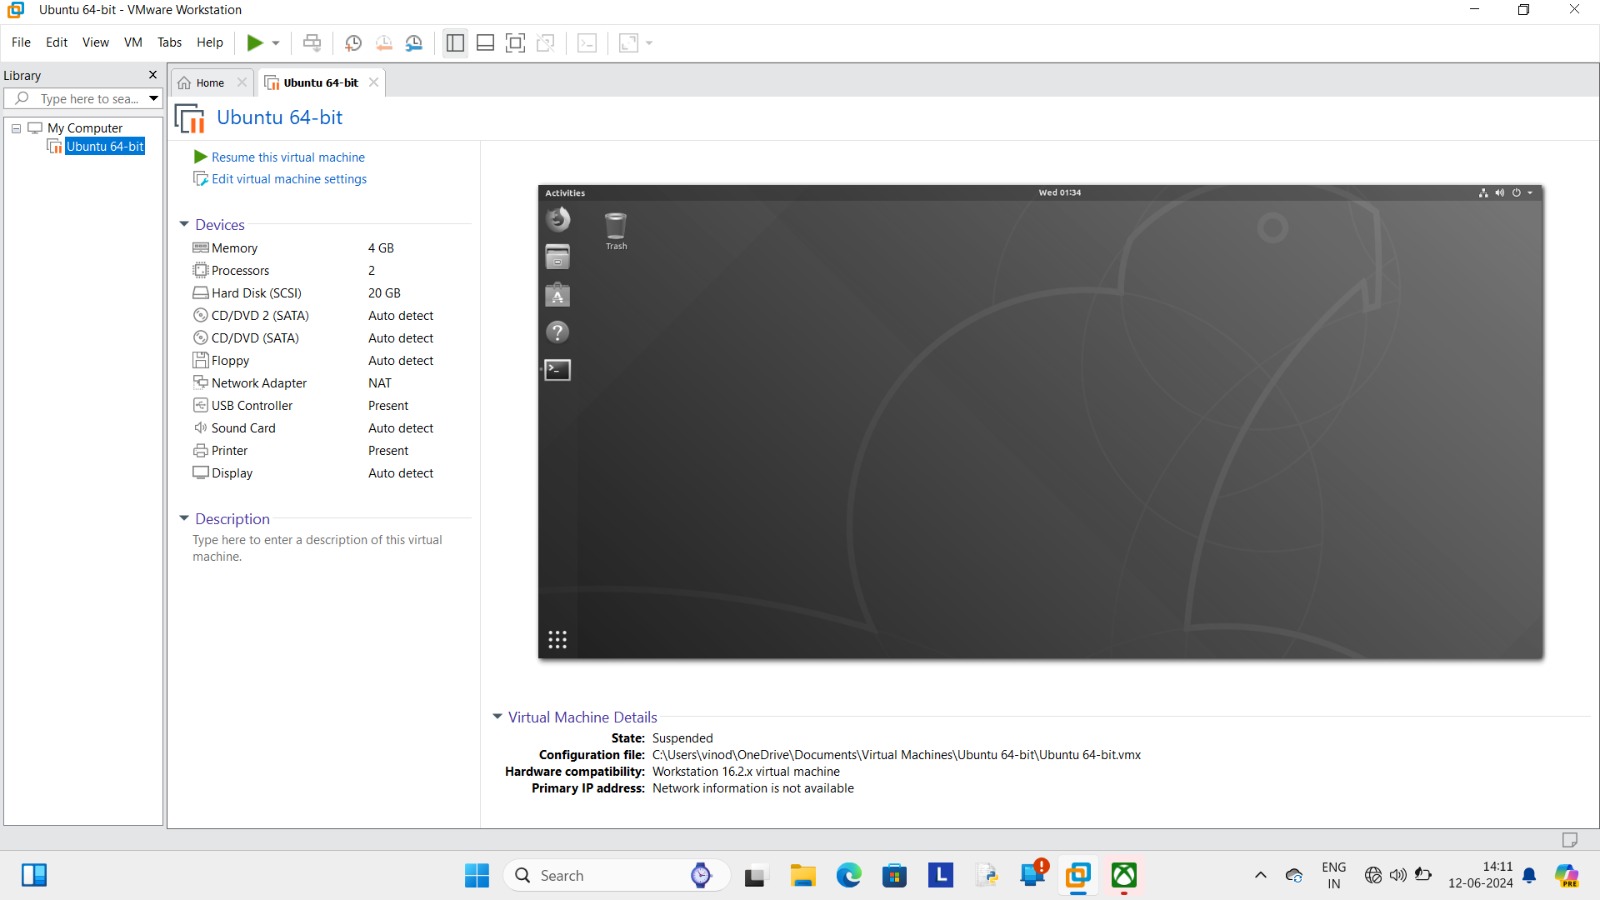 Ubuntu 64-bit - VMware Workstation
File Edit View VM Tabs Help
Library
Type here to sea...
My Computer
Ubuntu 64-bit
Home
Ubuntu 64-bit
Ubuntu 64-bit
Resume this virtual machine
Edit virtual machine settings
Devices
Memory 4 GB
Processors 2
Hard Disk (SCSI) 20 GB
CD/DVD 2 (SATA) Auto detect
CD/DVD (SATA) Auto detect
Floppy Auto detect
Network Adapter NAT
USB Controller Present
Sound Card Auto detect
Printer Present
Display Auto detect
Description
Type here to enter a description of this virtual
machine.
Activities Wed 01:34
Trash
Virtual Machine Details
State: Suspended
Configuration file: C:\Users\vinod\OneDrive\Documents\Virtual Machines\Ubuntu 64-bit\Ubuntu 64-bit.vmx
Hardware compatibility: Workstation 16.2.x virtual machine
Primary IP address: Network information is not available
Search
L
ENG
IN
14:11
12-06-2024
PRE